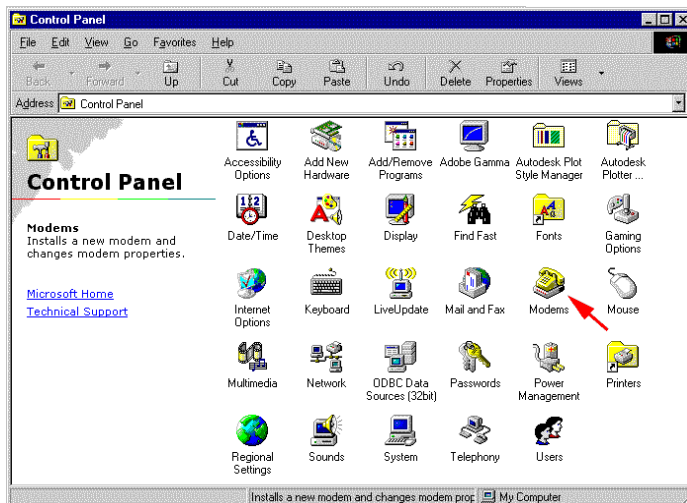 Control Panel
File Edit View Go Favorites Help
Back Forward Up Cut Copy Paste Undo Delete Properties Views
Address Control Panel
Control Panel
Modems
Installs a new modem and
changes modem properties.
Microsoft Home
Technical Support
Accessibility
Options
Add New
Hardware
Add/Remove
Programs
Adobe Gamma
Autodesk Plot
Style Manager
Autodesk
Plotter ...
Date/Time
Desktop
Themes
Display
Find Fast
Fonts
Gaming
Options
Internet
Options
Keyboard
LiveUpdate
Mail and Fax
Modems
Mouse
Multimedia
Network
ODBC Data
Sources (32bit)
Passwords
Power
Management
Printers
Regional
Settings
Sounds
System
Telephony
Users
Installs a new modem and changes modem prop My Computer